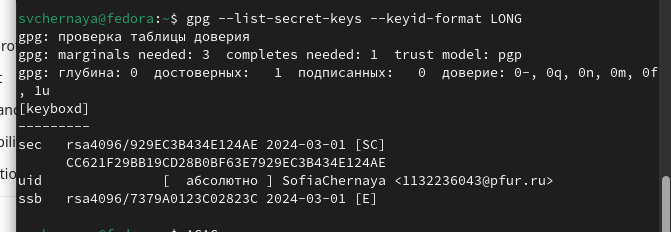 svchernaya@fedora:~$ gpg --list-secret-keys --keyid-format LONG
gpg: проверка таблицы доверия
gpg: marginals needed: 3  completes needed: 1  trust model: pgp
gpg: глубина: 0  достоверных:   1  подписанных:   0  доверие: 0-, 0q, 0n, 0m, 0f
, 1u
[keyboxd]
---------
sec   rsa4096/929EC3B434E124AE 2024-03-01 [SC]
      CC621F29BB19CD28B0BF63E7929EC3B434E124AE
uid               [  абсолютно ] SofiaChernaya <1132236043@pfur.ru>
ssb   rsa4096/7379A0123C02823C 2024-03-01 [E]